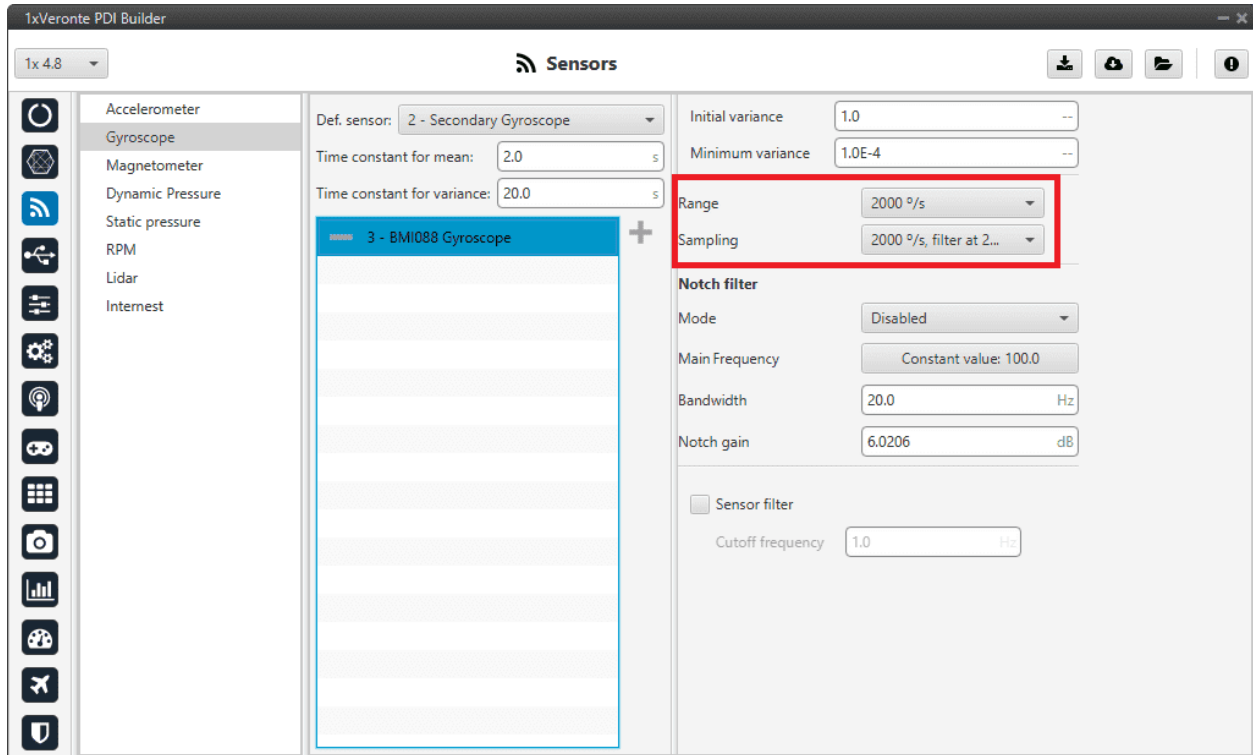 1xVeronte PDI Builder
1x 4.8
Sensors
Accelerometer
Gyroscope
Magnetometer
Dynamic Pressure
Static pressure
RPM
Lidar
Internest
Def. sensor: 2 - Secondary Gyroscope
Time constant for mean: 2.0 s
Time constant for variance: 20.0 s
3 - BMI088 Gyroscope
Initial variance 1.0 --
Minimum variance 1.0E-4 --
Range 2000 º/s
Sampling 2000 º/s, filter at 2...
Notch filter
Mode Disabled
Main Frequency Constant value: 100.0
Bandwidth 20.0 Hz
Notch gain 6.0206 dB
Sensor filter
Cutoff frequency 1.0 Hz